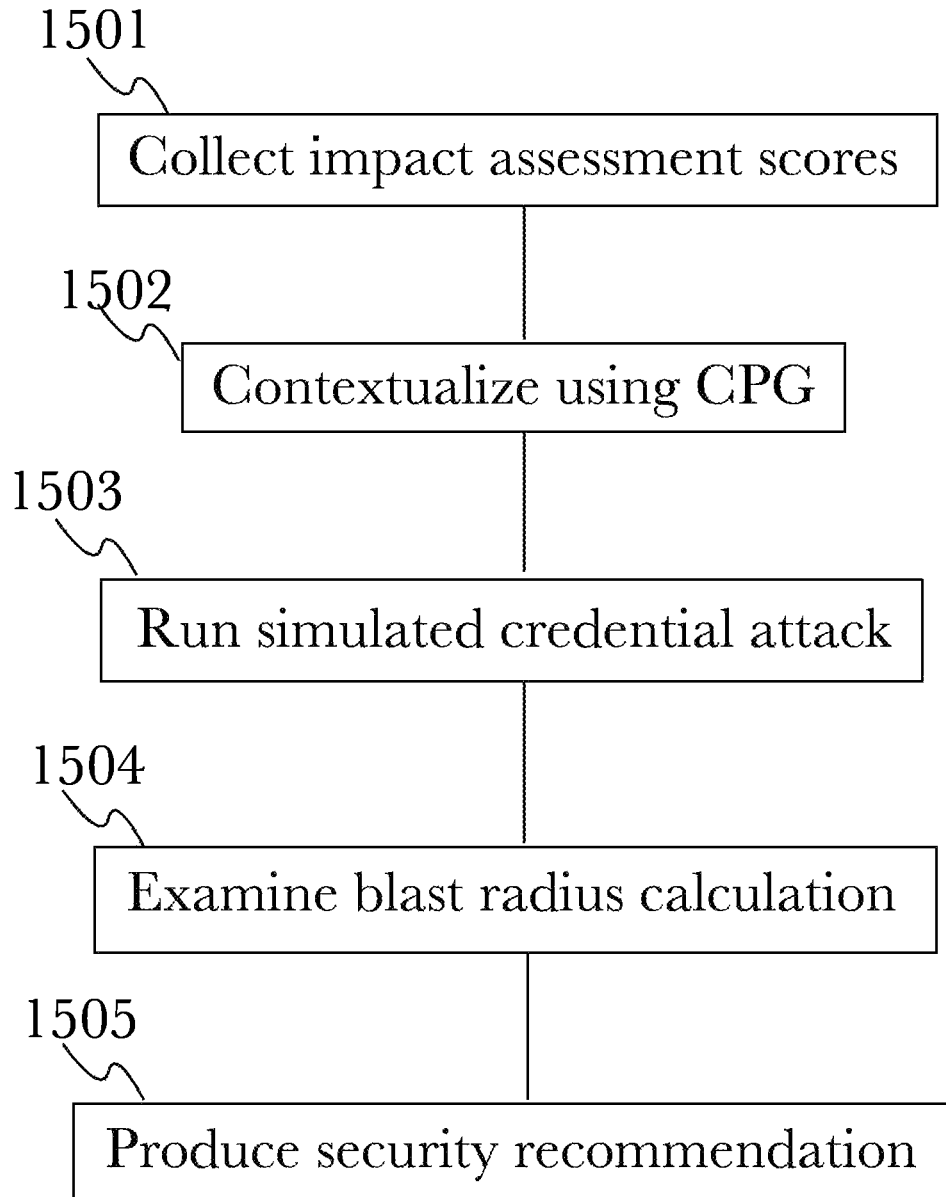 1501
Collect impact assessment scores
1502
Contextualize using CPG
1503
Run simulated credential attack
1504
Examine blast radius calculation
1505
Produce security recommendation